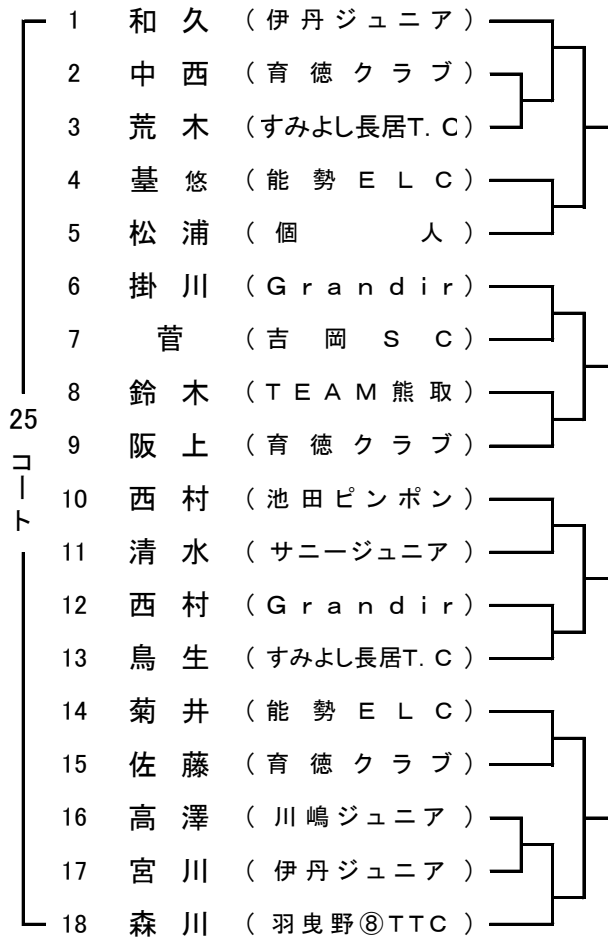 1 和久 (伊丹ジュニア)
2 中西 (育徳クラブ)
3 荒木 (すみよし長居T.C)
4 基悠 (能勢ELC)
5 松浦 (個人)
6 掛川 (Grandir)
7 菅 (吉岡SC)
8 鈴木 (TEAM熊取)
9 阪上 (育徳クラブ)
10 西村 (池田ピンポン)
11 清水 (サニージュニア)
12 西村 (Grandir)
13 鳥生 (すみよし長居T.C)
14 菊井 (能勢ELC)
15 佐藤 (育徳クラブ)
16 高澤 (川嶋ジュニア)
17 宮川 (伊丹ジュニア)
18 森川 (羽曳野⑧TTC)
25コート